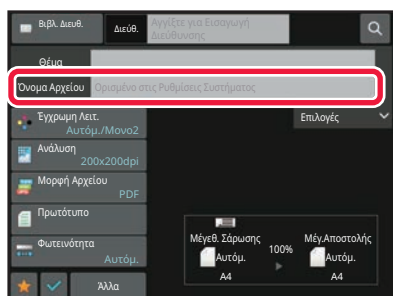 Βιβλ. Διευθ.
Διεύθ.
Αγγίξτε για Εισαγωγή
Διεύθυνσης
Θέμα
Όνομα Αρχείου
Ορισμένο στις Ρυθμίσεις Συστήματος
Έγχρωμη Λειτ.
Αυτόμ./Μονο2
Επιλογές
Ανάλυση
200x200dpi
Μορφή Αρχείου
PDF
Πρωτότυπο
Φωτεινότητα
Αυτόμ.
Μέγεθ. Σάρωσης
100%
Μέγ.Αποστολής
Αυτόμ.
Αυτόμ.
A4
A4
Άλλα